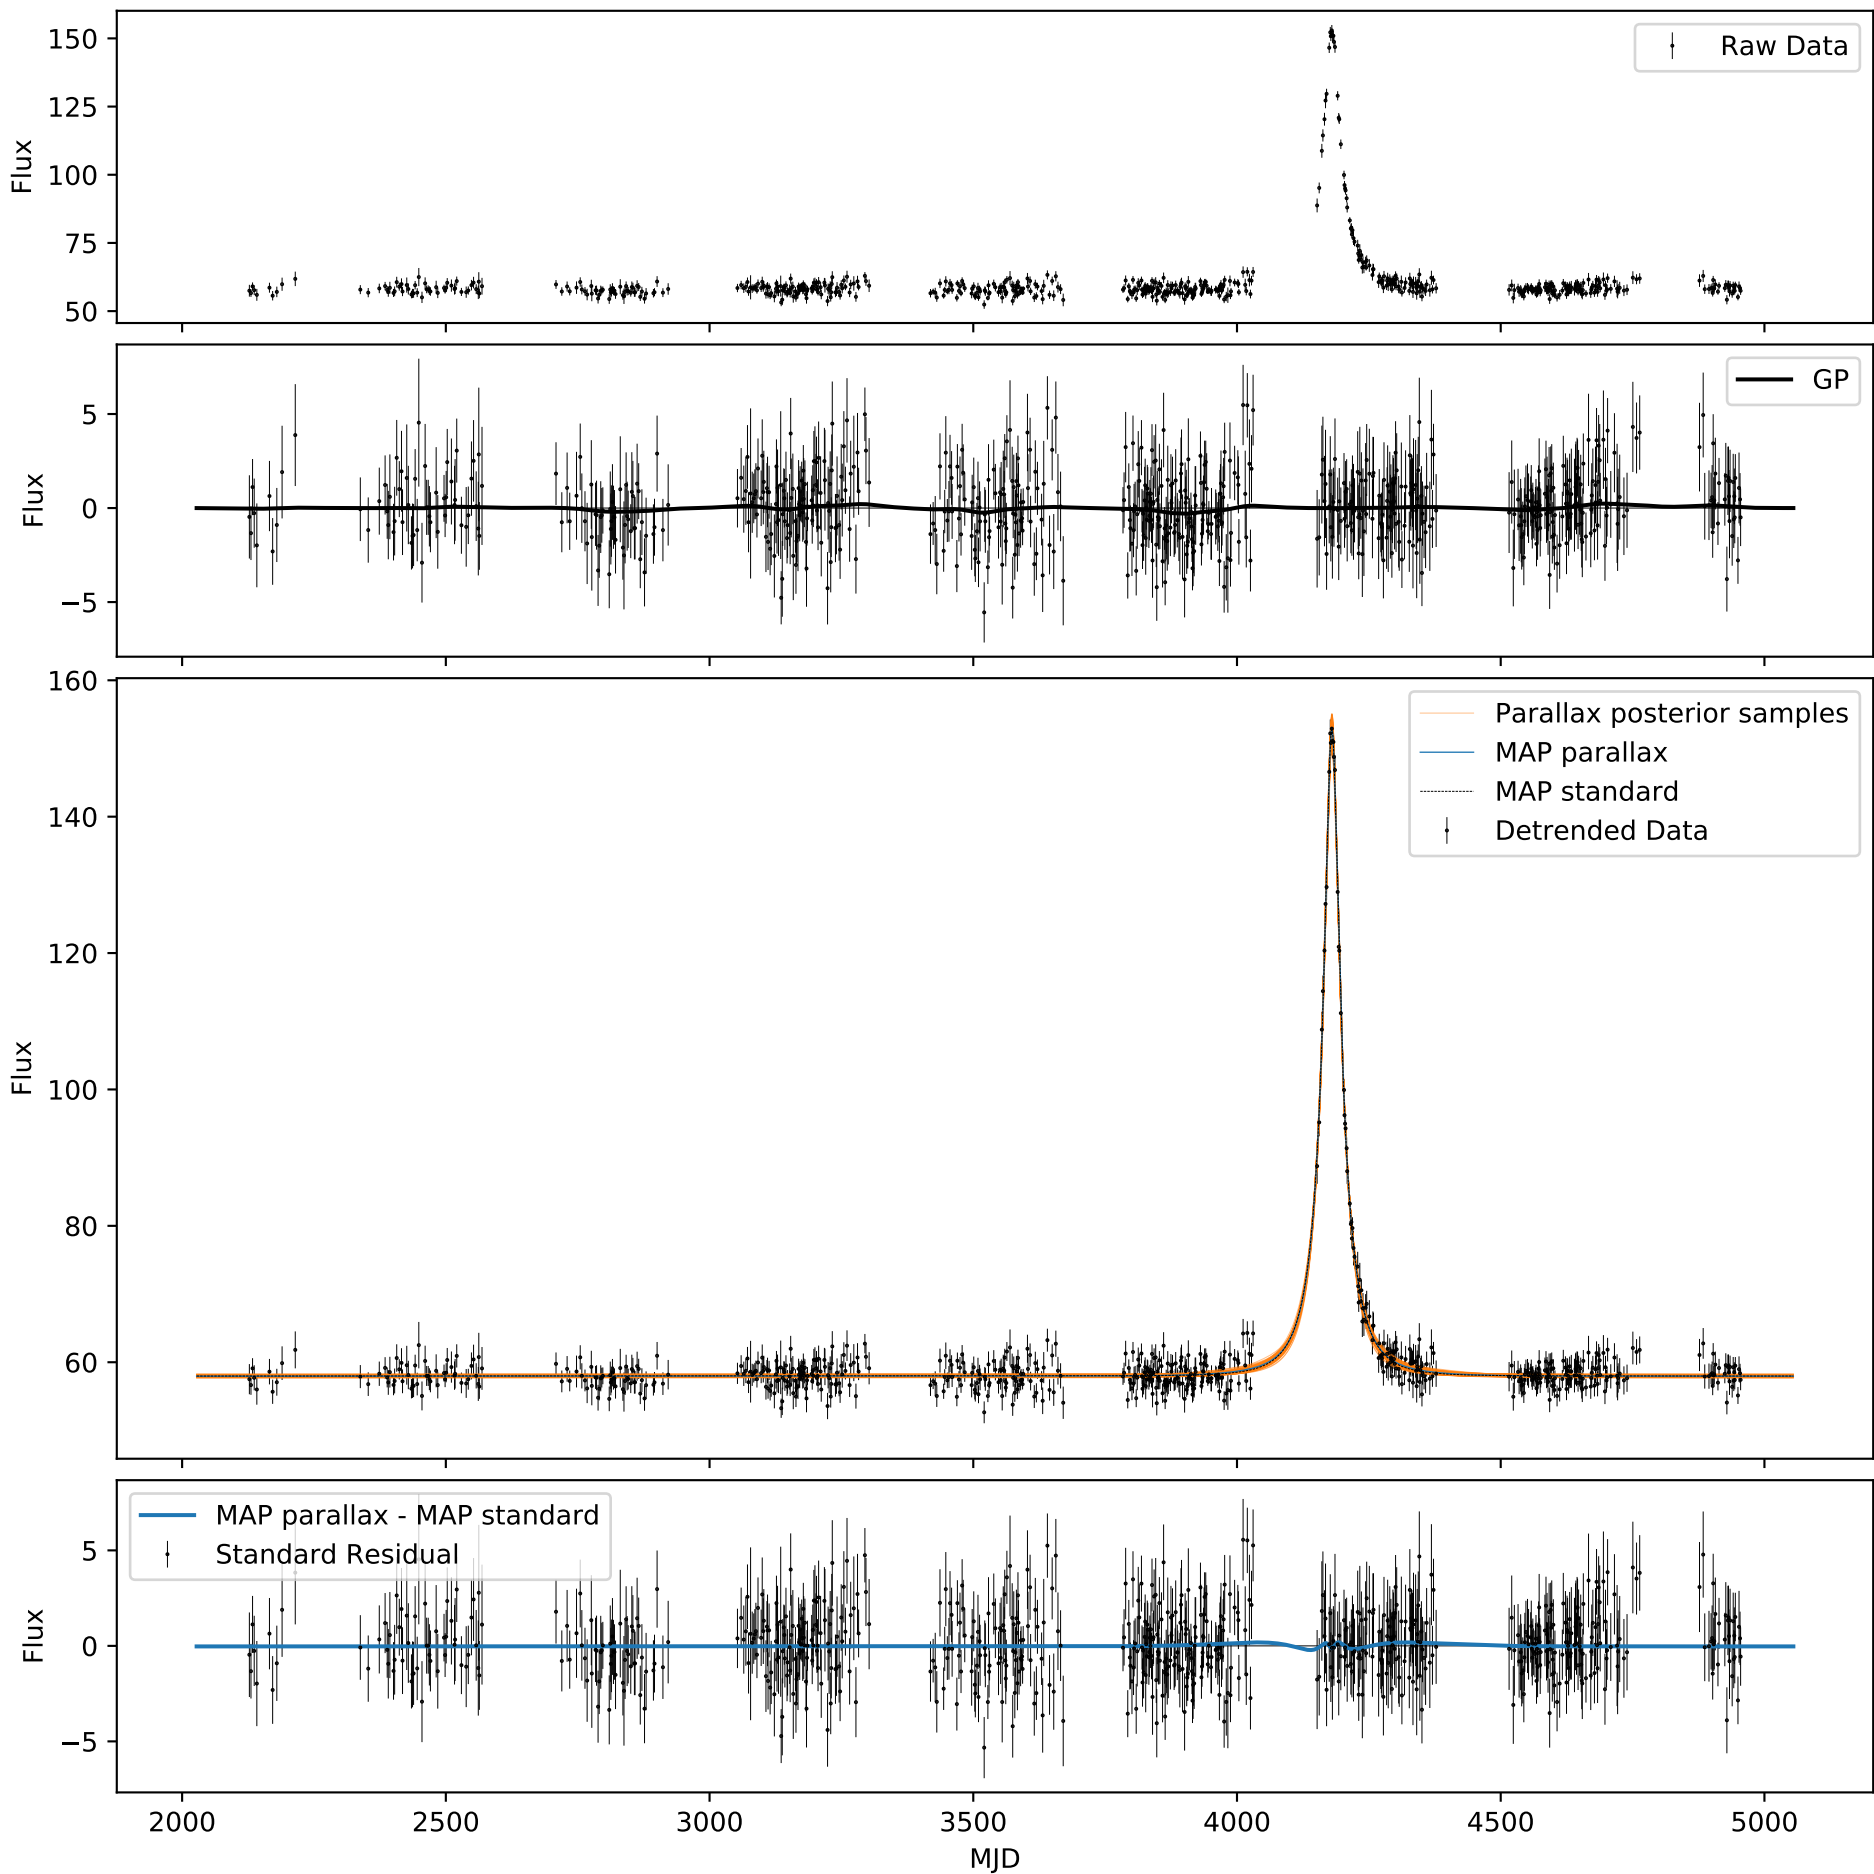 150
125
100
75
50
Flux
Raw Data
5
0
−5
Flux
GP
160
140
120
100
80
60
Flux
Parallax posterior samples
MAP parallax
MAP standard
Detrended Data
5
0
−5
Flux
MAP parallax - MAP standard
Standard Residual
2000 2500 3000 3500 4000 4500 5000
MJD